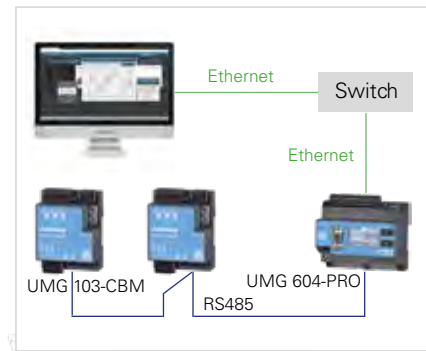 Ethernet
Switch
Ethernet
UMG 103-CBM
UMG 604-PRO
RS485